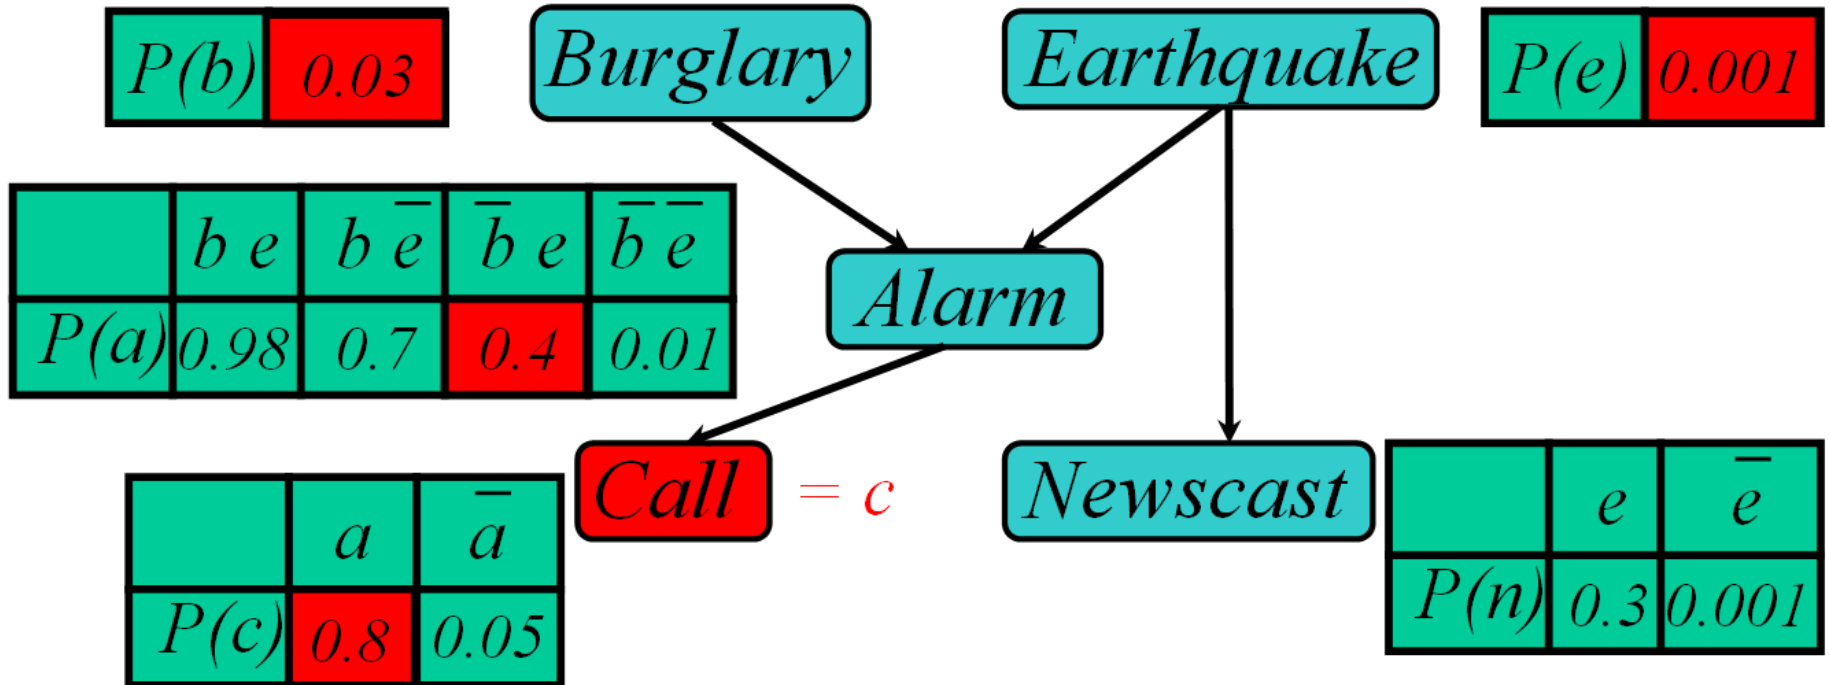 P(b) 0.03
Burglary
Earthquake
P(e) 0.001
b e b e̅ b̅ e b̅ e̅
P(a) 0.98 0.7 0.4 0.01
Alarm
Call = c
Newscast
a a̅
P(c) 0.8 0.05
e e̅
P(n) 0.3 0.001